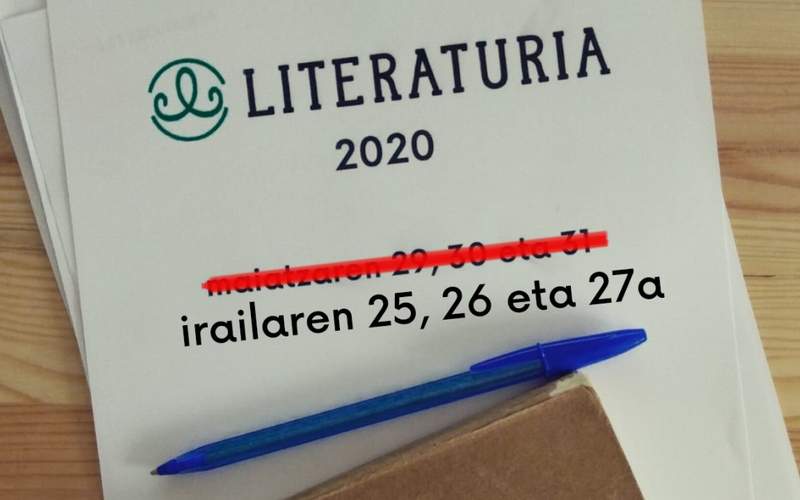 LITERATURIA
2020
maiatzaren 29, 30 eta 31
irailaren 25, 26 eta 27a